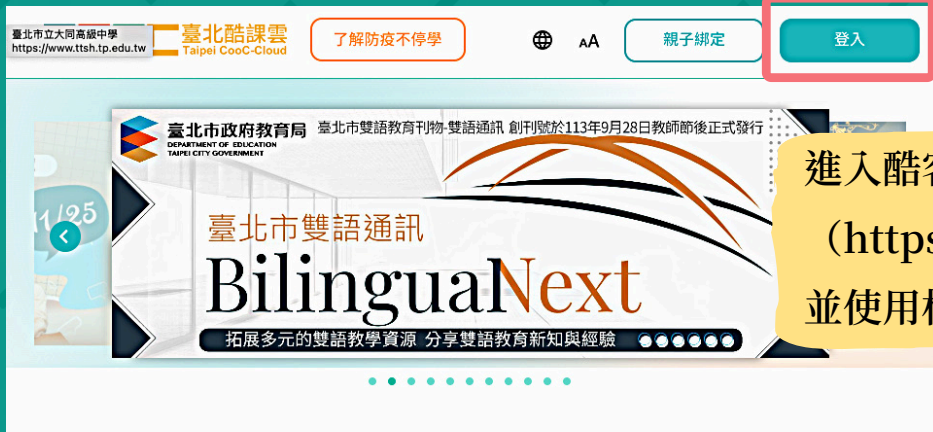 臺北市立大同高級中學
https://www.ttsh.tp.edu.tw
臺北酷課雲
Taipei CooC-Cloud
了解防疫不停學
AA
親子綁定
登入
臺北市政府教育局
DEPARTMENT OF EDUCATION
TAIPEI CITY GOVERNMENT
臺北市雙語教育刊物-雙語通訊 創刊號於113年9月28日教師節後正式發行
11/25
臺北市雙語通訊
BilingualNext
拓展多元的雙語教學資源 分享雙語教育新知與經驗
進入酷
（https
並使用